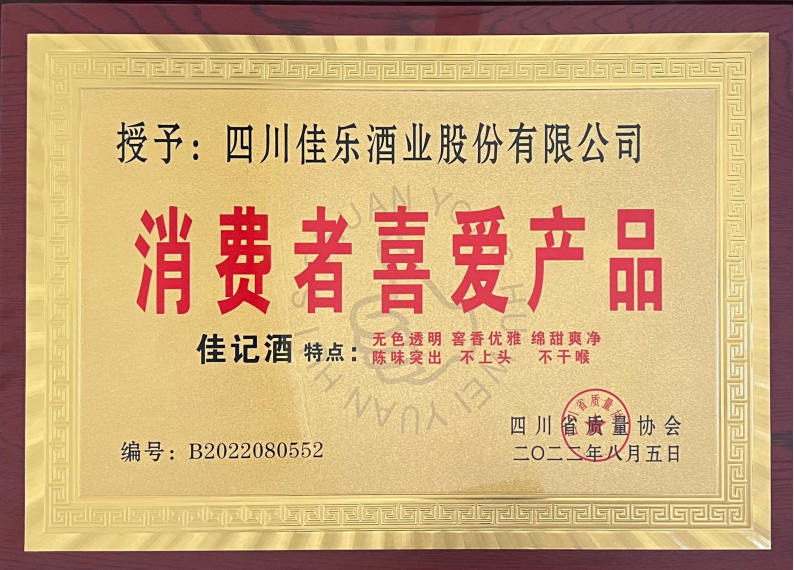 授予：四川佳乐酒业股份有限公司
消费者喜爱产品
佳记酒 特点：无色透明 窖香优雅 绵甜爽净
陈味突出 不上头 不干喉
四川省质量协会
编号：B2022080552
二〇二二年八月五日